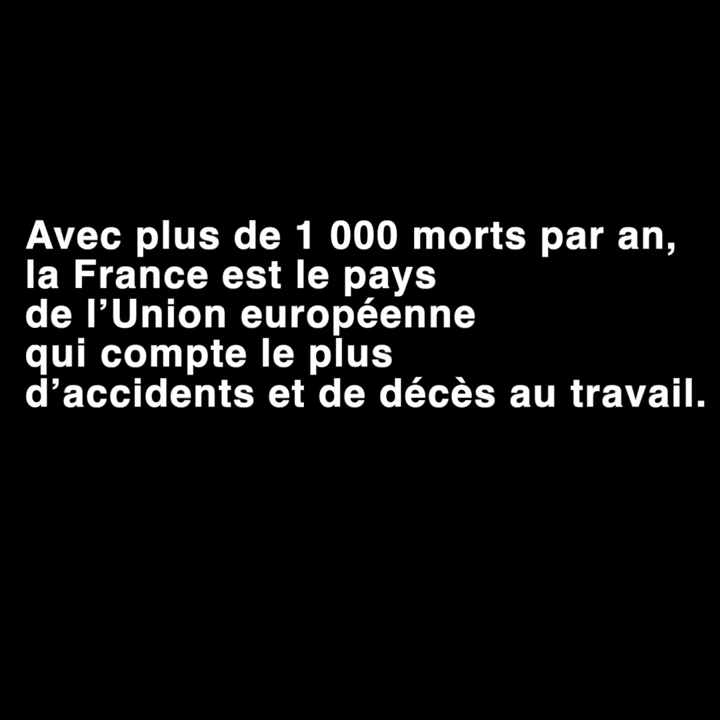 Avec plus de 1 000 morts par an,
la France est le pays
de l’Union européenne
qui compte le plus
d’accidents et de décès au travail.